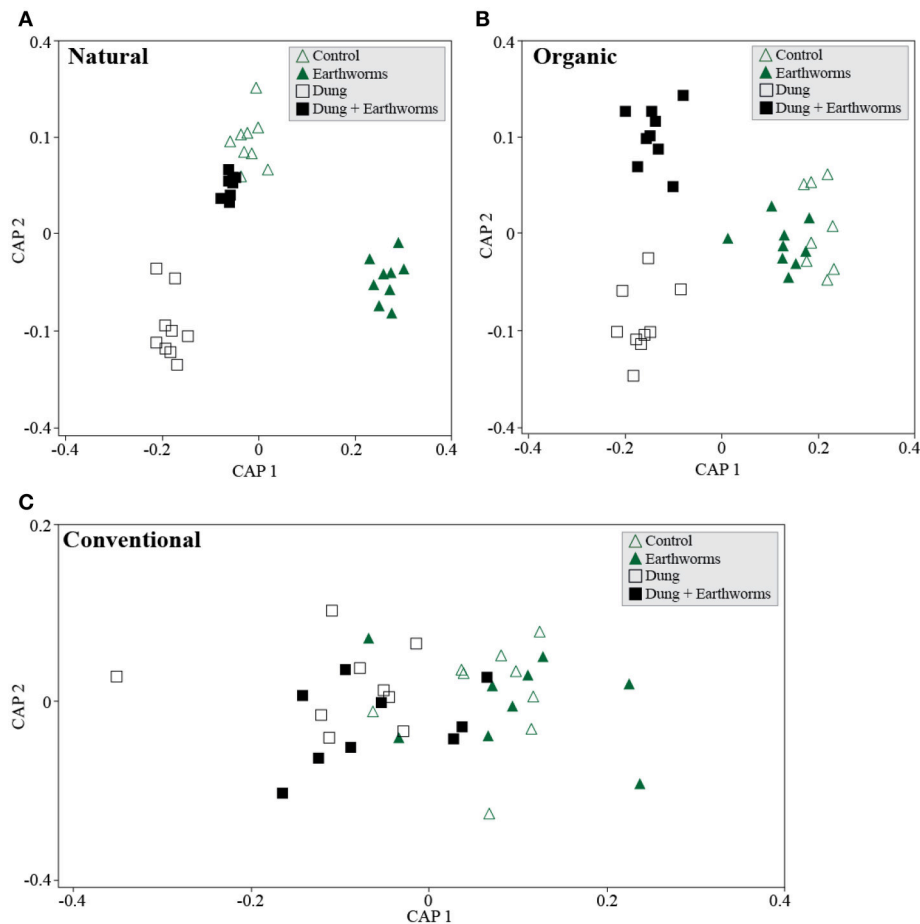 A
Natural
Control
Earthworms
Dung
Dung + Earthworms
0.4
0.1
0
-0.1
-0.4
CAP 2
-0.4
-0.2
0
0.2
0.4
CAP 1
B
Organic
Control
Earthworms
Dung
Dung + Earthworms
0.4
0.1
0
-0.1
-0.4
CAP 2
-0.4
-0.2
0
0.2
0.4
CAP 1
C
Conventional
Control
Earthworms
Dung
Dung + Earthworms
0.2
0
-0.4
CAP 2
-0.4
-0.2
0
0.2
0.4
CAP 1